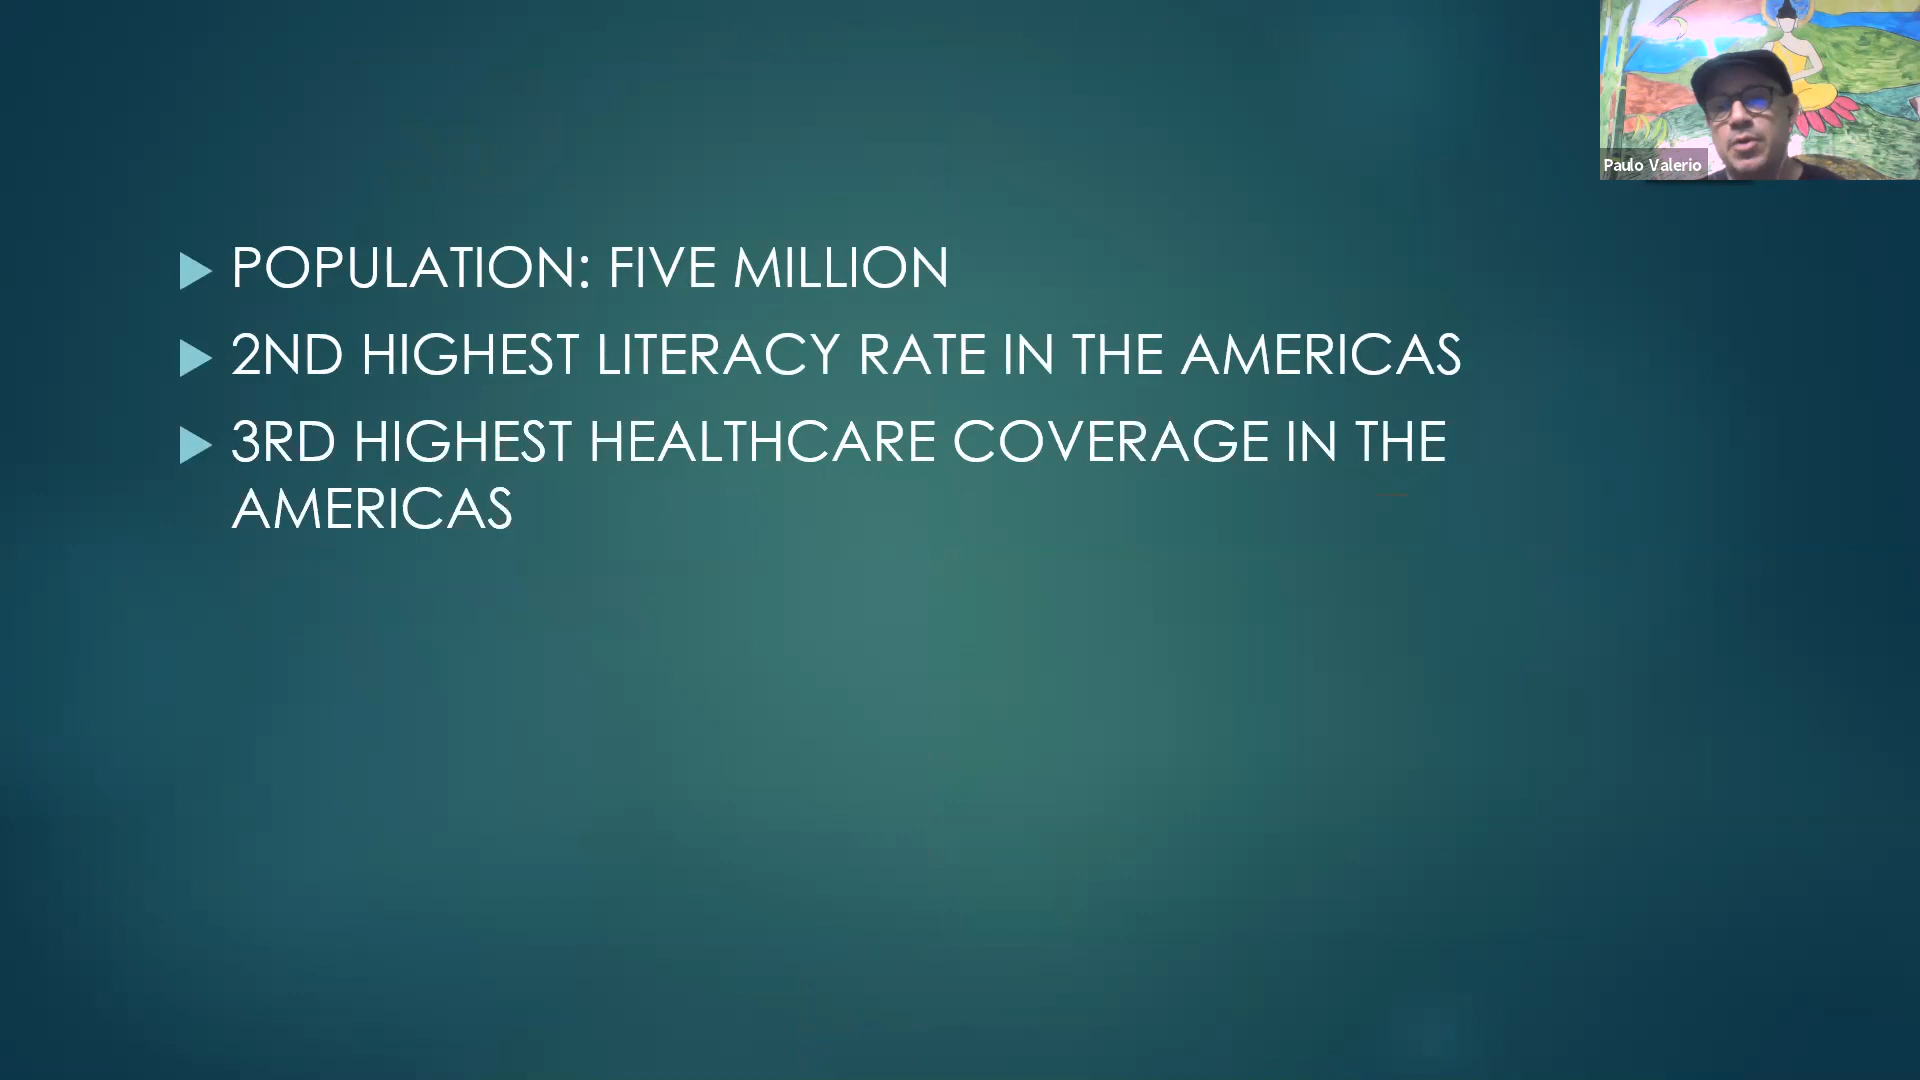 Paulo Valerio
POPULATION: FIVE MILLION
2ND HIGHEST LITERACY RATE IN THE AMERICAS
3RD HIGHEST HEALTHCARE COVERAGE IN THE
AMERICAS